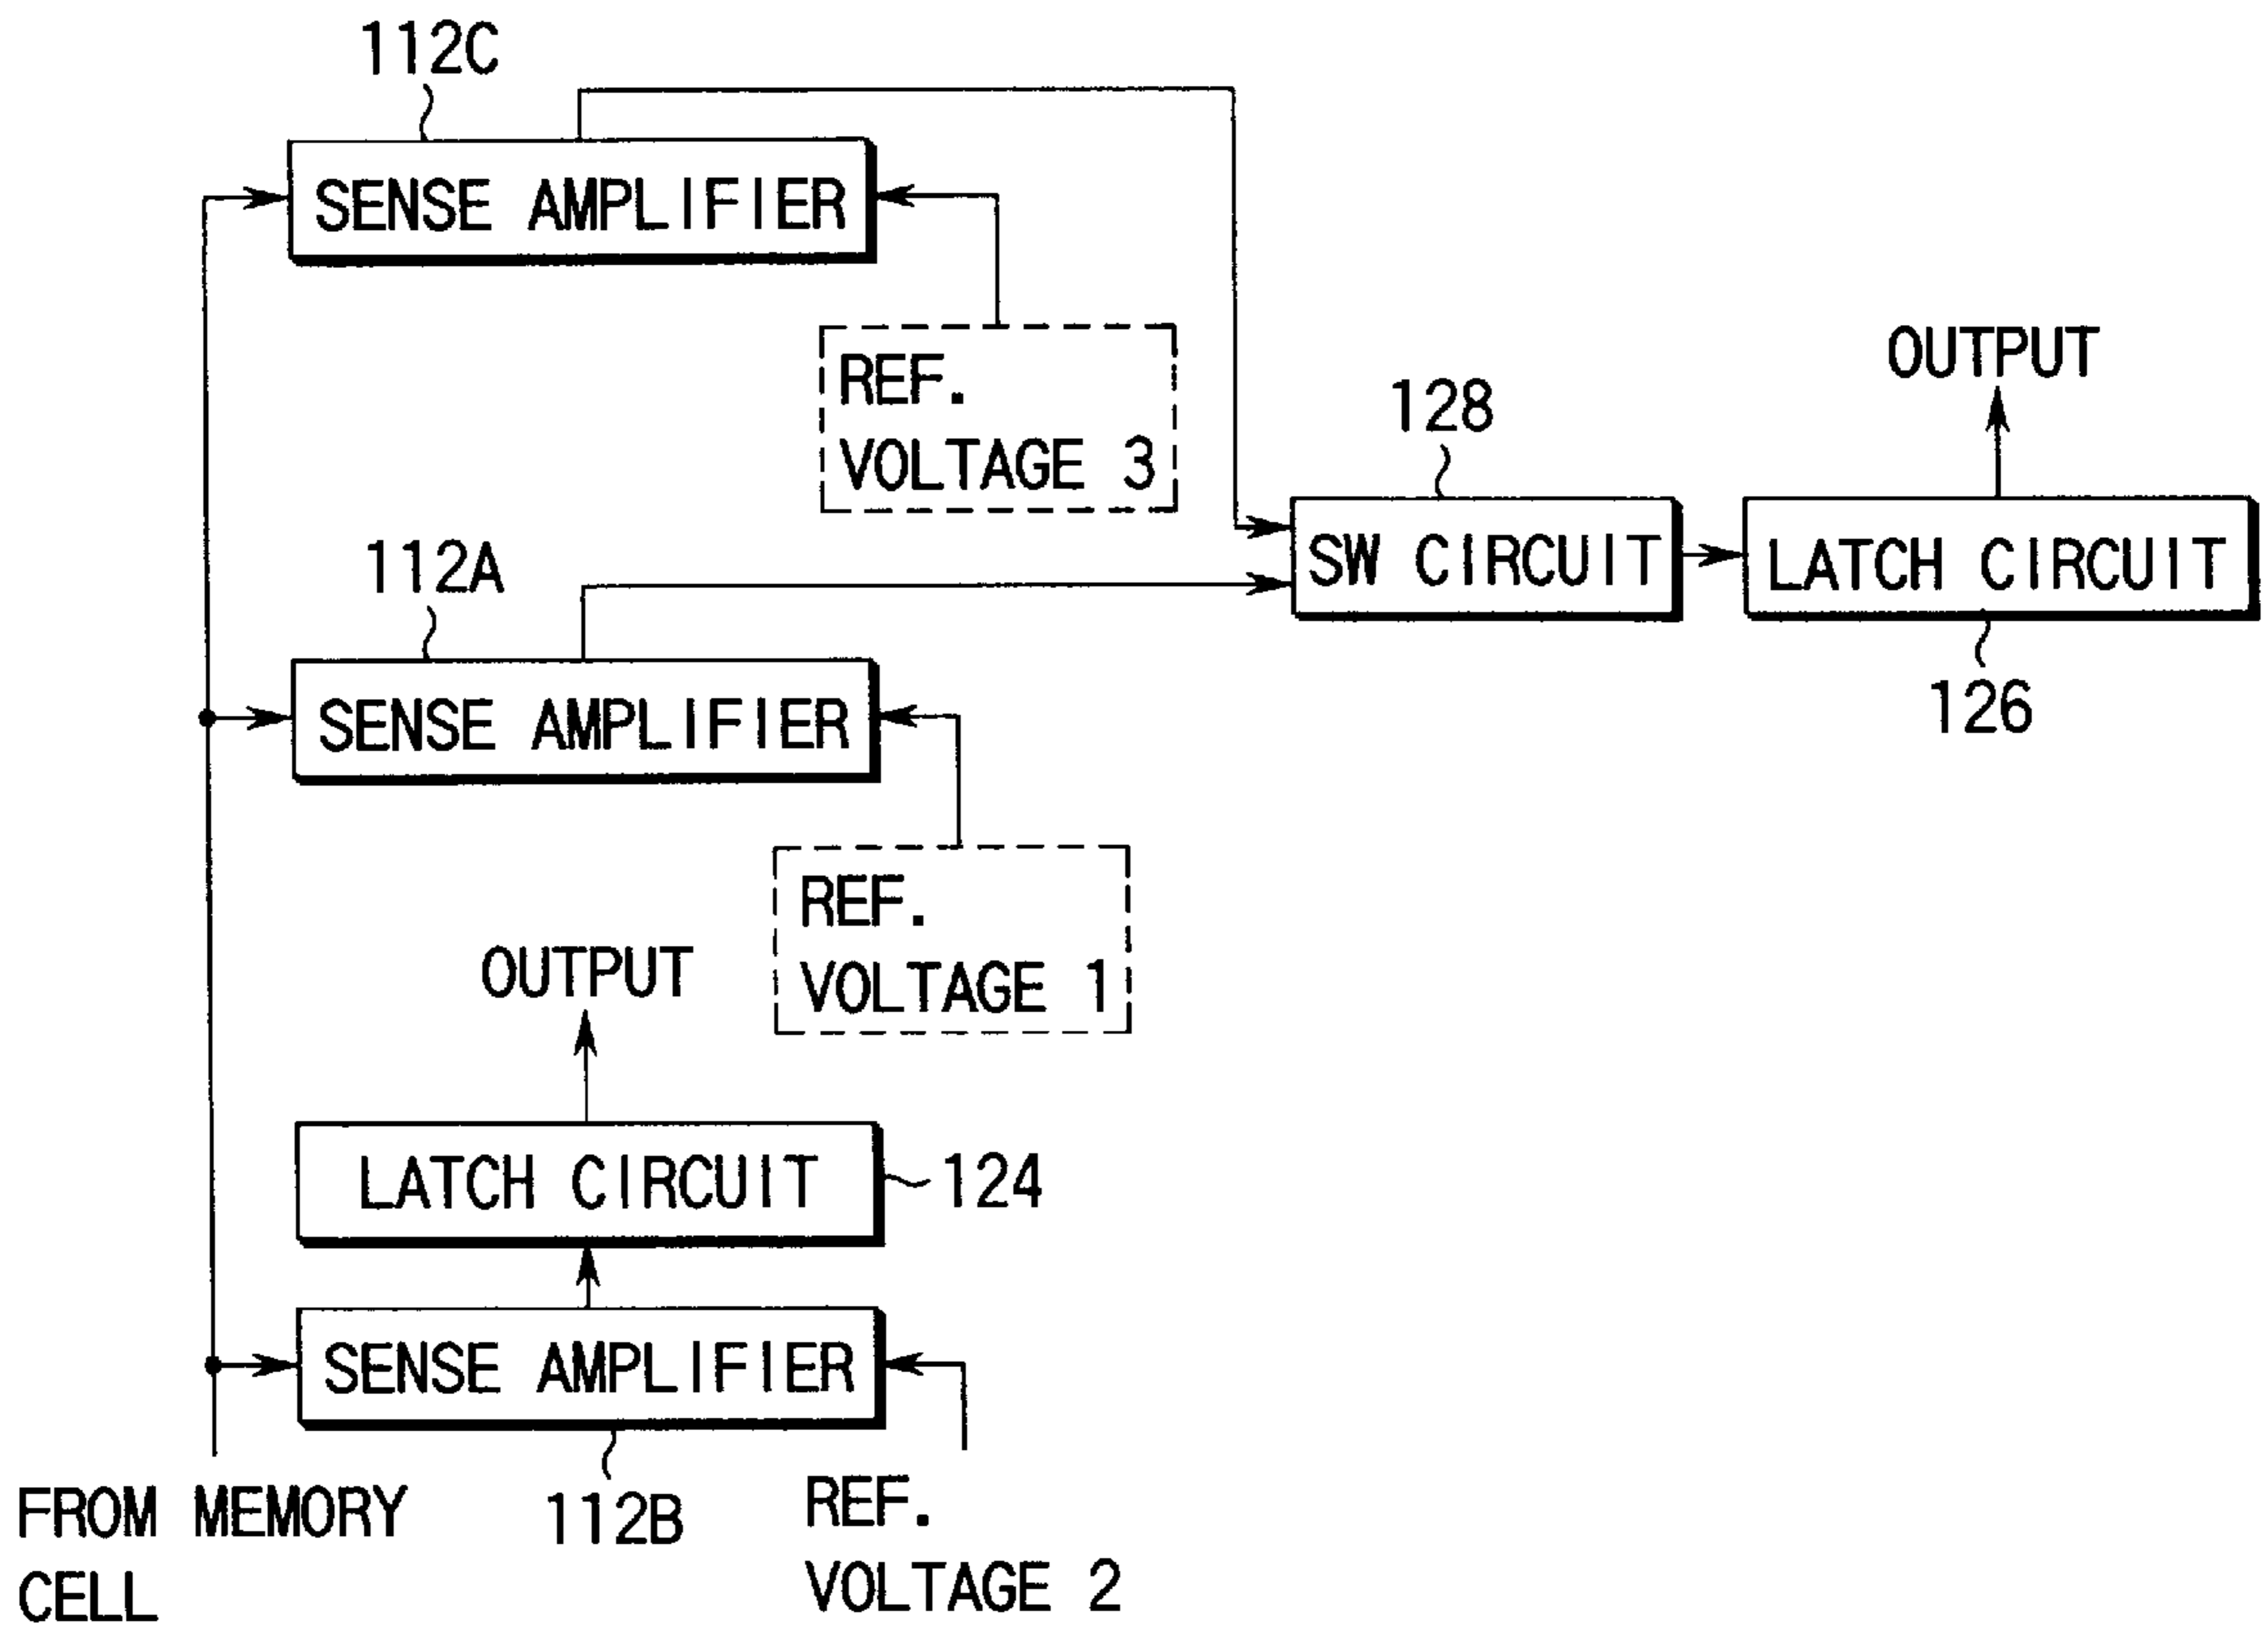 112C
SENSE AMPLIFIER
REF.
VOLTAGE 3
OUTPUT
128
SW CIRCUIT
LATCH CIRCUIT
126
112A
SENSE AMPLIFIER
REF.
VOLTAGE 1
OUTPUT
LATCH CIRCUIT
124
SENSE AMPLIFIER
112B
REF.
VOLTAGE 2
FROM MEMORY
CELL